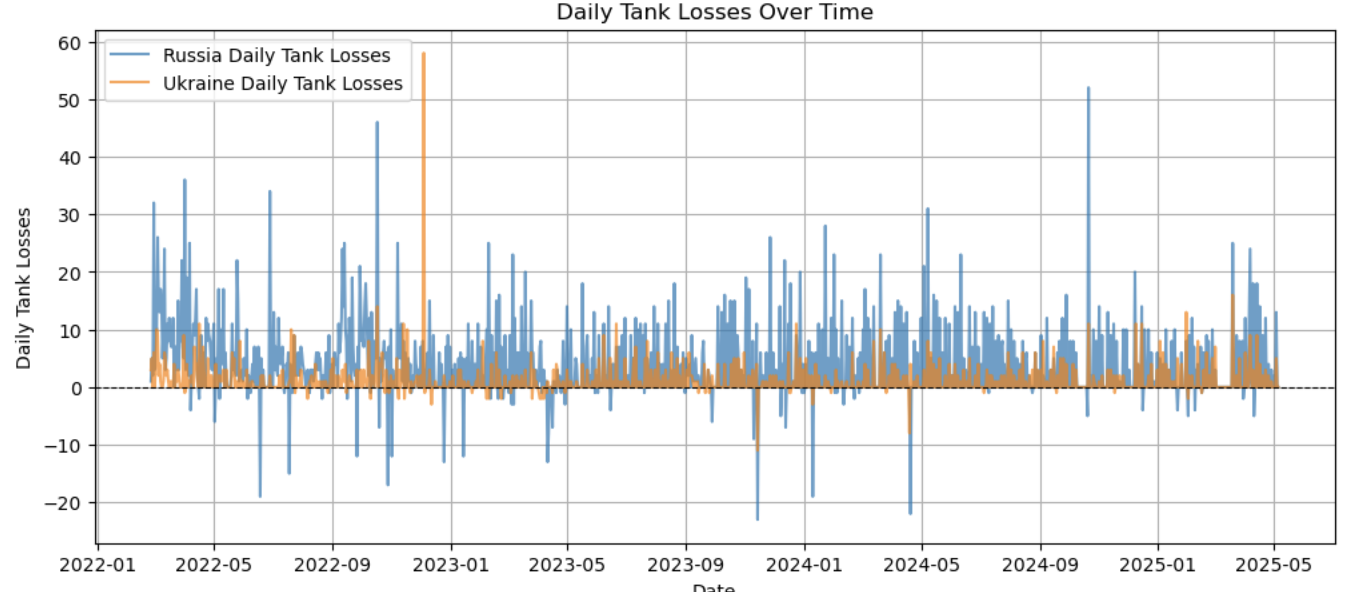 Daily Tank Losses Over Time
Russia Daily Tank Losses
Ukraine Daily Tank Losses
Daily Tank Losses
60
50
40
30
20
10
0
−10
−20
2022-01 2022-05 2022-09 2023-01 2023-05 2023-09 2024-01 2024-05 2024-09 2025-01 2025-05
Date